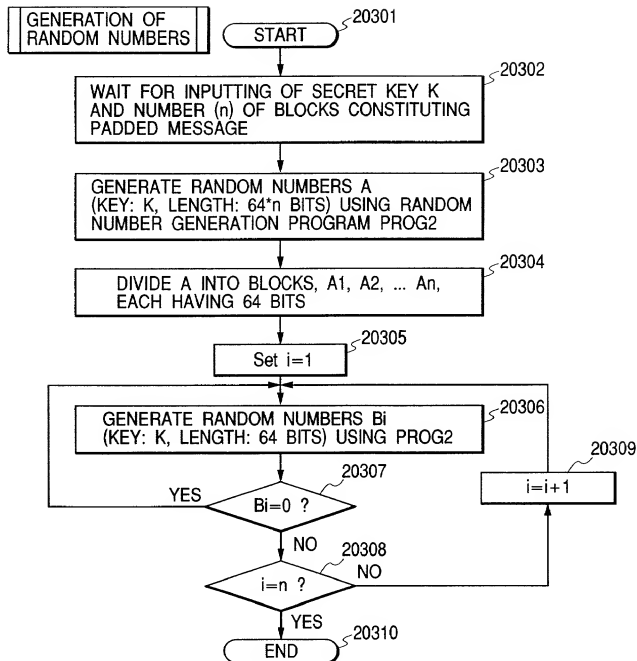 GENERATION OF
RANDOM NUMBERS
START
20301
WAIT FOR INPUTTING OF SECRET KEY K
AND NUMBER (n) OF BLOCKS CONSTITUTING
PADDED MESSAGE
20302
GENERATE RANDOM NUMBERS A
(KEY: K, LENGTH: 64*n BITS) USING RANDOM
NUMBER GENERATION PROGRAM PROG2
20303
DIVIDE A INTO BLOCKS, A1, A2, ... An,
EACH HAVING 64 BITS
20304
Set i=1
20305
GENERATE RANDOM NUMBERS Bi
(KEY: K, LENGTH: 64 BITS) USING PROG2
20306
20307
YES
Bi=0 ?
NO
20309
i=i+1
20308
i=n ?
NO
YES
END
20310